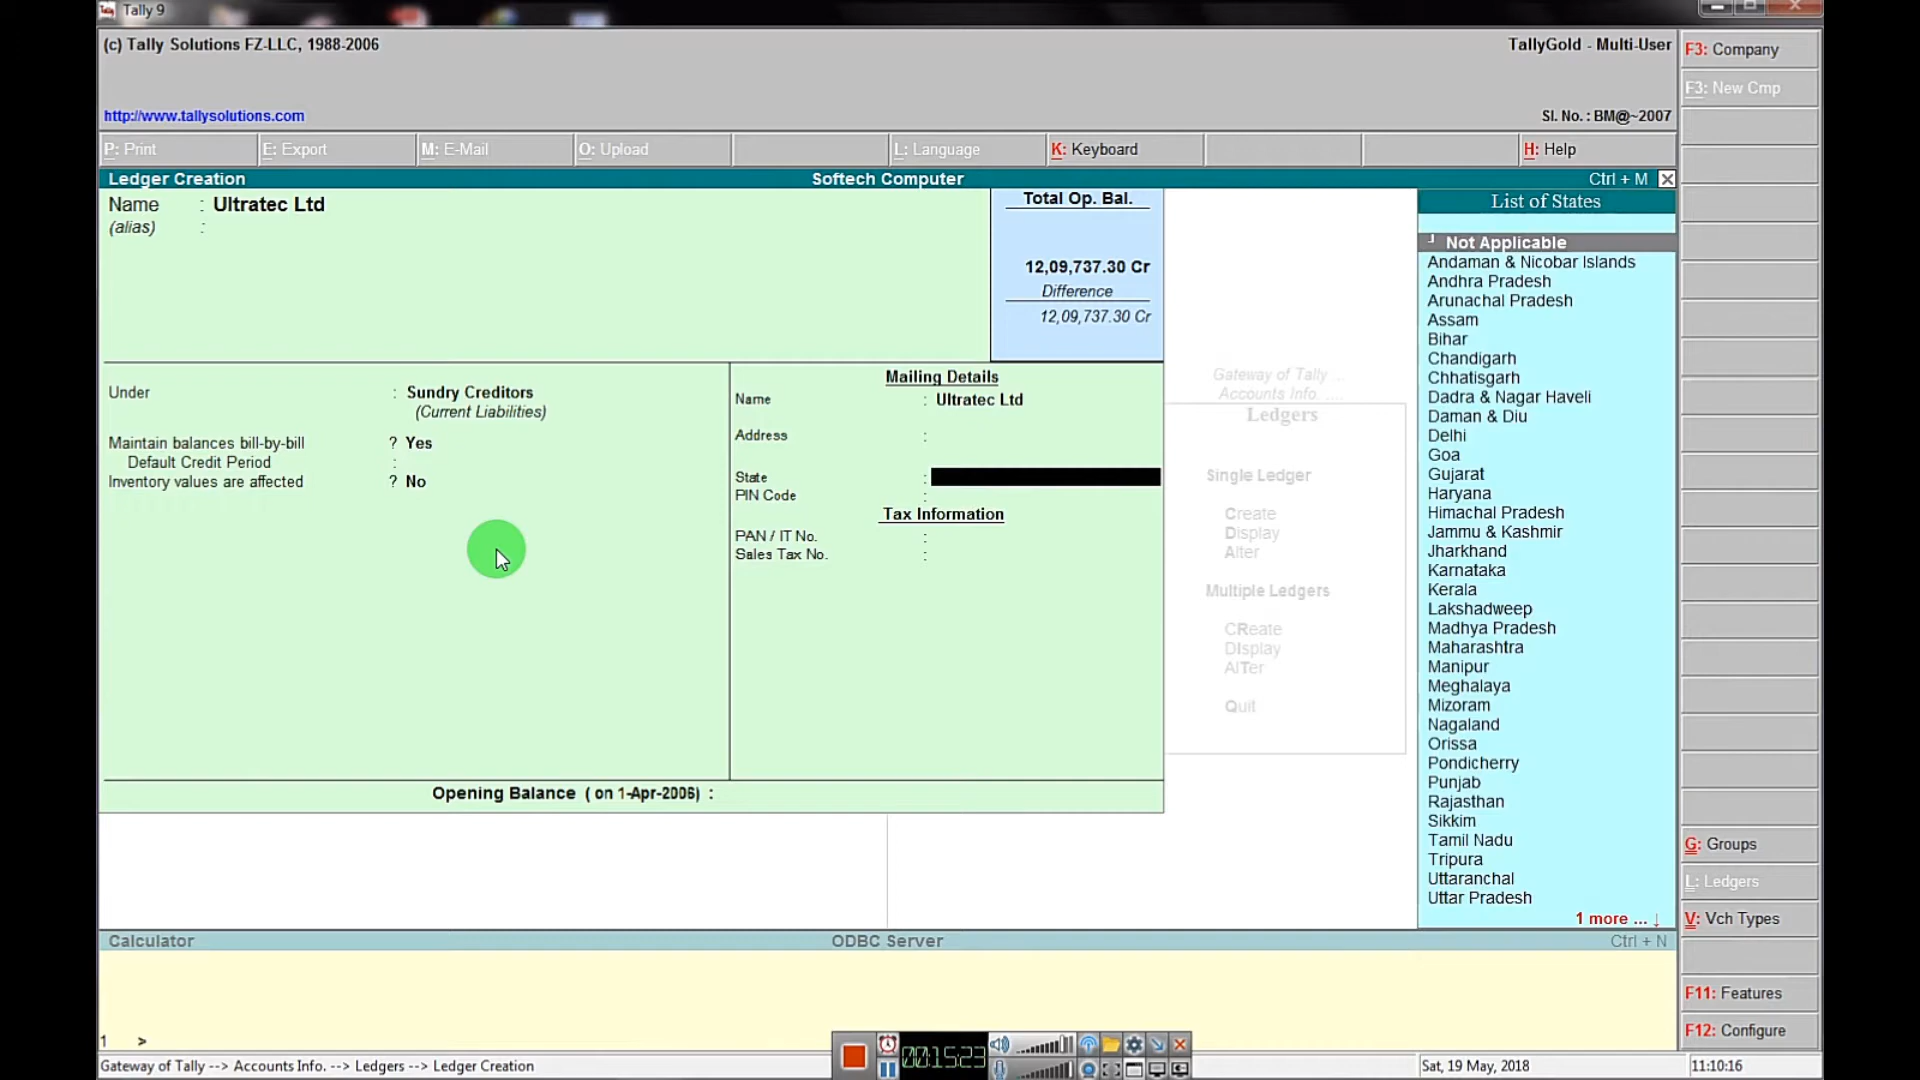 Tally 9
(c) Tally Solutions FZ-LLC, 1988-2006
TallyGold - Multi-User
http://www.tallysolutions.com
Sl. No. : BM@~2007
P: Print
E: Export
M: E-Mail
O: Upload
L: Language
K: Keyboard
H: Help
Ledger Creation
Softech Computer
Ctrl + M
Name : Ultratec Ltd
(alias) :
Total Op. Bal.
12,09,737.30 Cr
Difference
12,09,737.30 Cr
Under : Sundry Creditors
(Current Liabilities)
Maintain balances bill-by-bill ? Yes
Default Credit Period :
Inventory values are affected ? No
Mailing Details
Name : Ultratec Ltd
Address :
State :
PIN Code :
Tax Information
PAN / IT No. :
Sales Tax No. :
Opening Balance ( on 1-Apr-2006) :
Gateway of Tally ...
Accounts Info. ....
Ledgers
Single Ledger
Create
Display
Alter
Multiple Ledgers
CReate
DIsplay
AlTer
Quit
List of States
Not Applicable
Andaman & Nicobar Islands
Andhra Pradesh
Arunachal Pradesh
Assam
Bihar
Chandigarh
Chhatisgarh
Dadra & Nagar Haveli
Daman & Diu
Delhi
Goa
Gujarat
Haryana
Himachal Pradesh
Jammu & Kashmir
Jharkhand
Karnataka
Kerala
Lakshadweep
Madhya Pradesh
Maharashtra
Manipur
Meghalaya
Mizoram
Nagaland
Orissa
Pondicherry
Punjab
Rajasthan
Sikkim
Tamil Nadu
Tripura
Uttaranchal
Uttar Pradesh
1 more ... ↓
F3: Company
F3: New Cmp
G: Groups
L: Ledgers
V: Vch Types
F11: Features
F12: Configure
Calculator
ODBC Server
Ctrl + N
1 >
00:15:23
Gateway of Tally --> Accounts Info. --> Ledgers --> Ledger Creation
Sat, 19 May, 2018
11:10:16